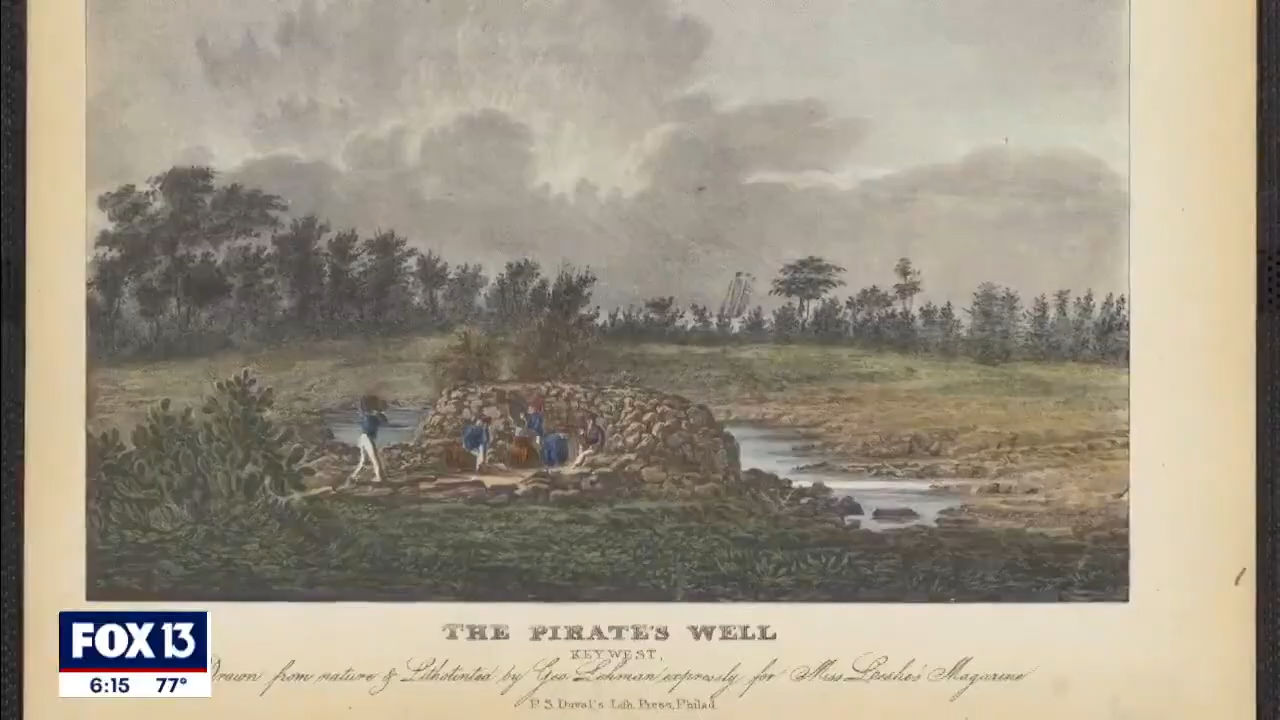 THE PIRATE'S WELL
KEY WEST,
Drawn from nature & Lithotinted by Geo. Lehman expressly for Miss Leslie's Magazine
P. S. Duval's Lith. Press, Philad.
FOX 13
6:15 77°